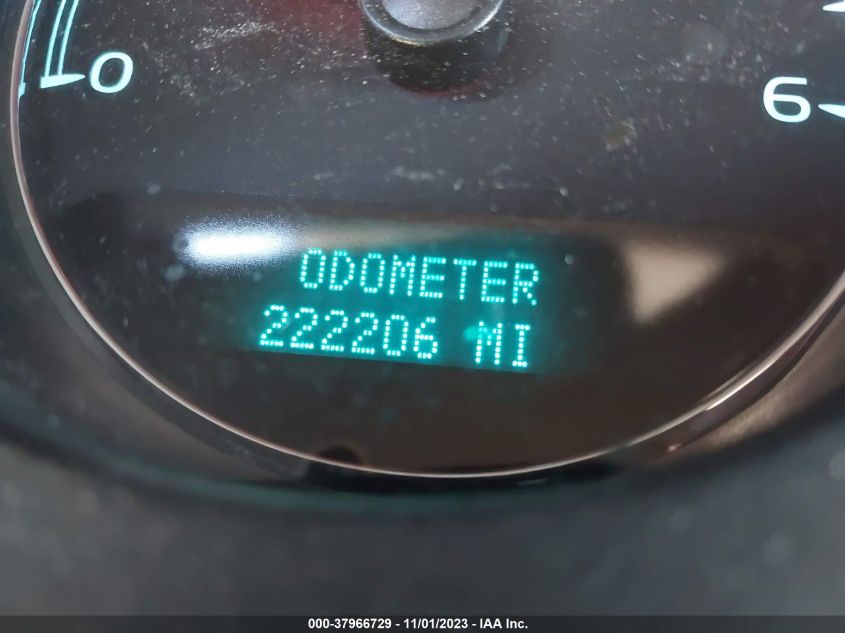 0
6
ODOMETER
222206 MI
000-37966729 - 11/01/2023 - IAA Inc.